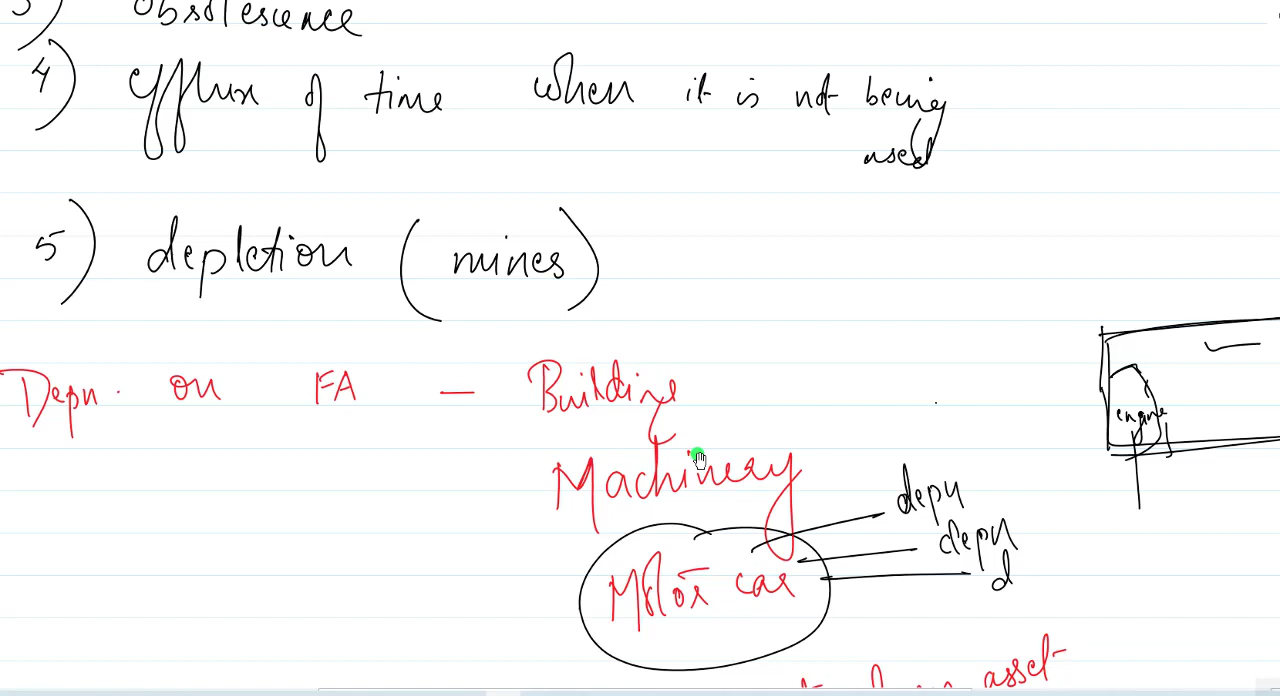 3) obsolescence
4) efflux of time when it is not being
used
5) depletion (mines)
Depn. on FA - Building
engine
Machinery
depn
depn
Motor car
d
asset